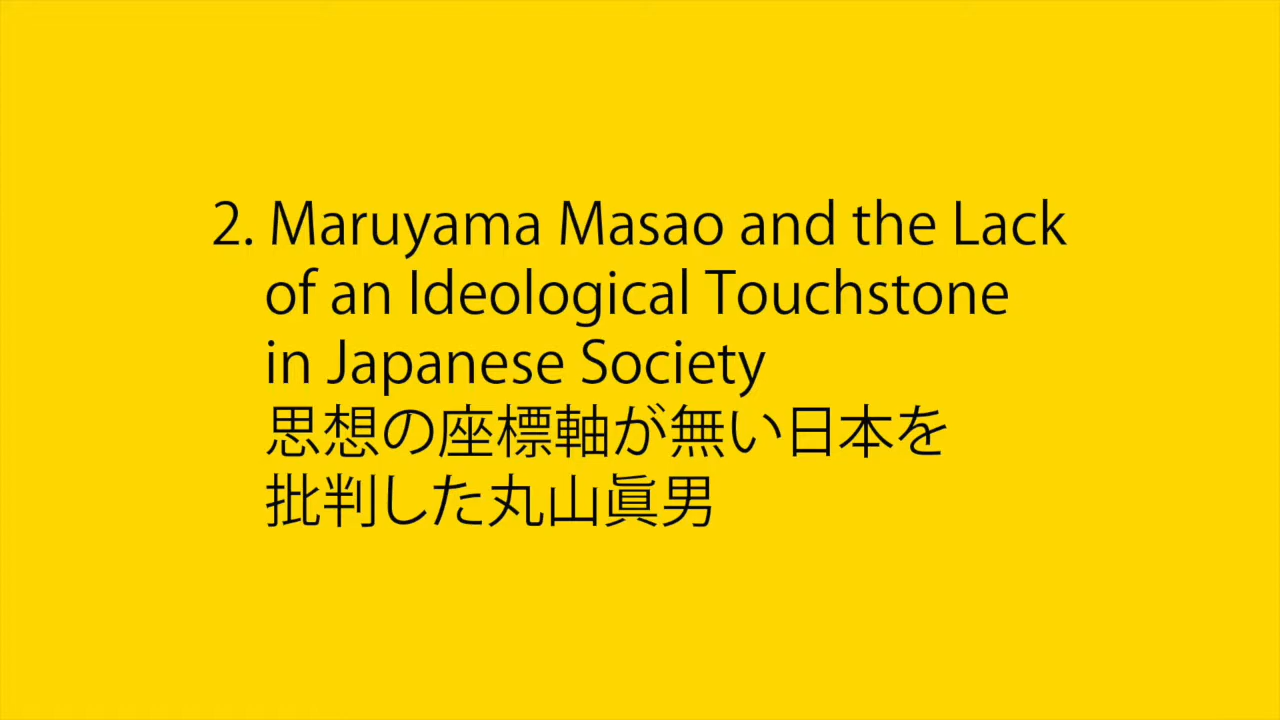 2. Maruyama Masao and the Lack
of an Ideological Touchstone
in Japanese Society
思想の座標軸が無い日本を
批判した丸山眞男